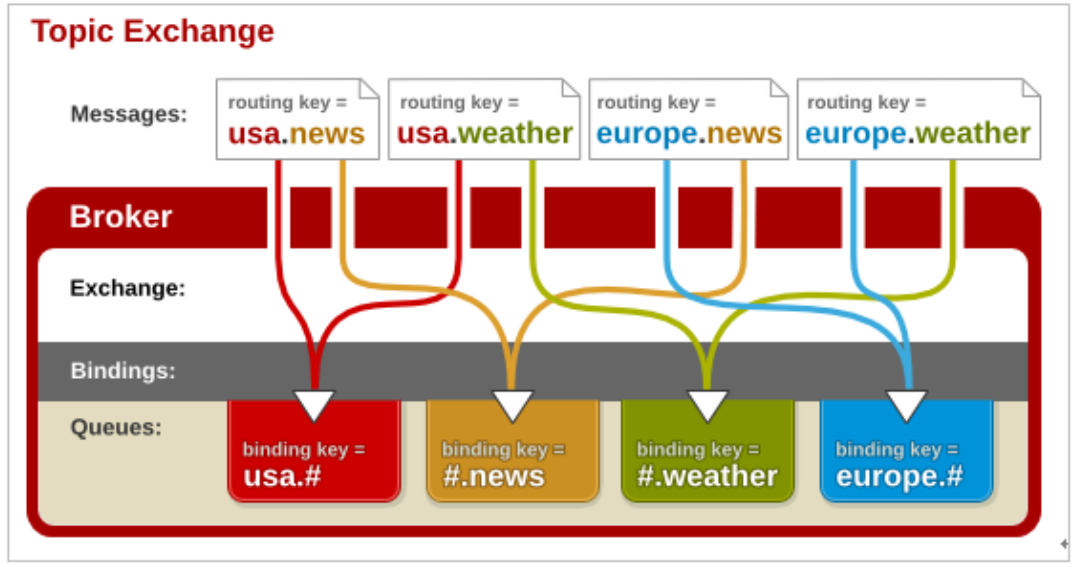 Topic Exchange
Messages:
routing key =
usa.news
routing key =
usa.weather
routing key =
europe.news
routing key =
europe.weather
Broker
Exchange:
Bindings:
Queues:
binding key =
usa.#
binding key =
#.news
binding key =
#.weather
binding key =
europe.#